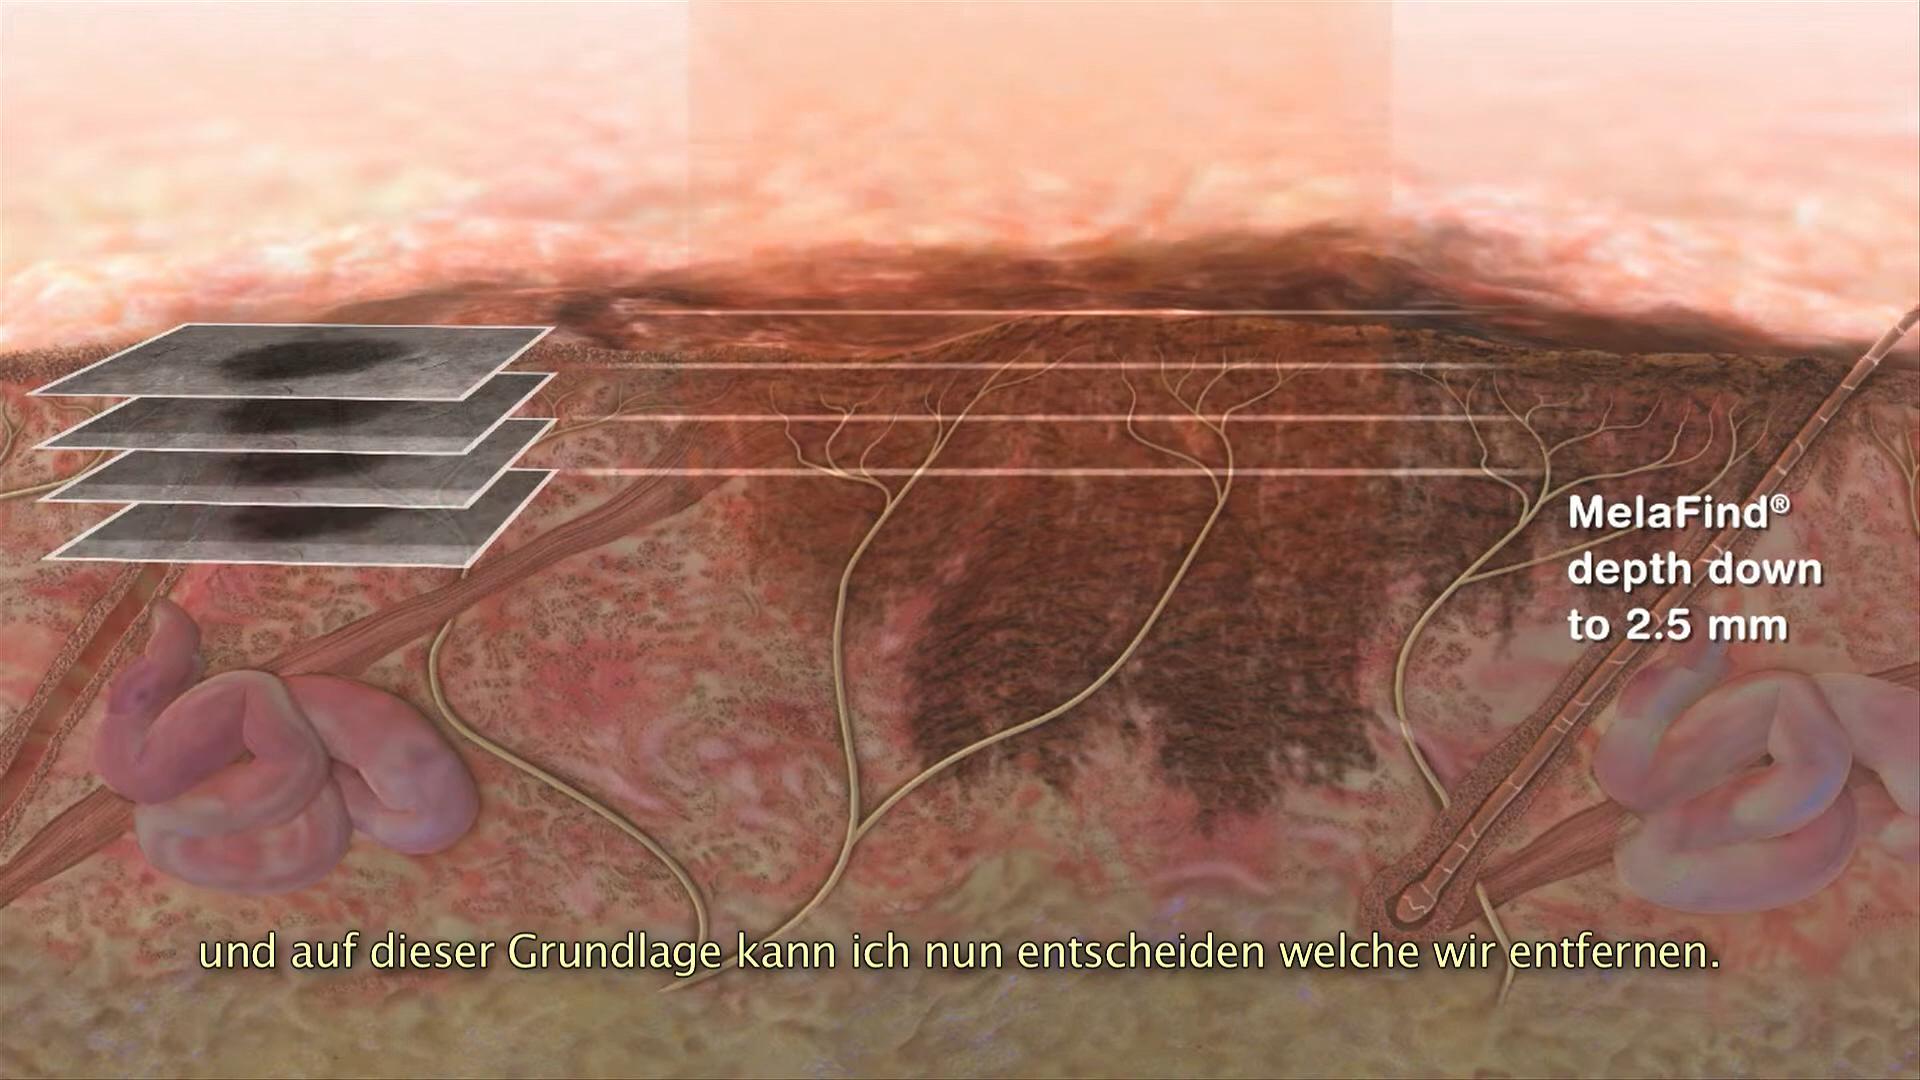 MelaFind®
depth down
to 2.5 mm
und auf dieser Grundlage kann ich nun entscheiden welche wir entfernen.